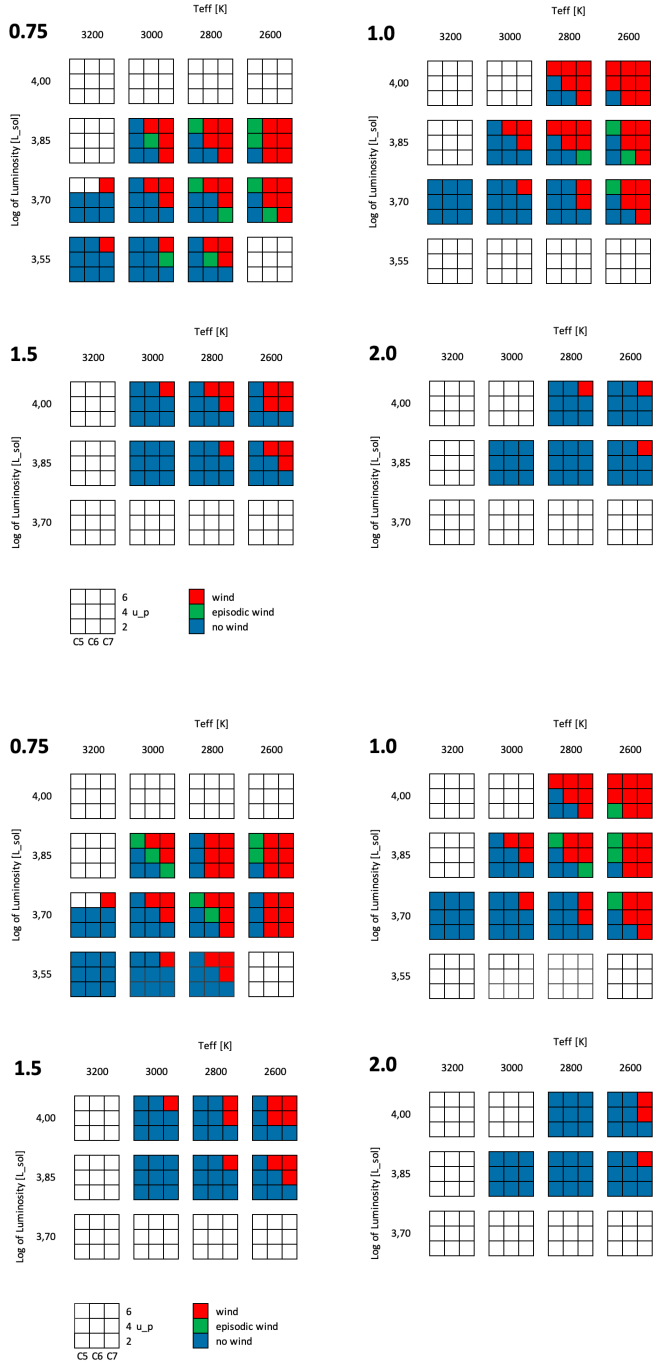 Teff [K]
0.75
3200 3000 2800 2600
4,00
3,85
3,70
3,55
Log of Luminosity [L_sol]
Teff [K]
1.0
3200 3000 2800 2600
4,00
3,85
3,70
3,55
Log of Luminosity [L_sol]
Teff [K]
1.5
3200 3000 2800 2600
4,00
3,85
3,70
Log of Luminosity [L_sol]
Teff [K]
2.0
3200 3000 2800 2600
4,00
3,85
3,70
Log of Luminosity [L_sol]
6
4 u_p
2
C5 C6 C7
wind
episodic wind
no wind
Teff [K]
0.75
3200 3000 2800 2600
4,00
3,85
3,70
3,55
Log of Luminosity [L_sol]
Teff [K]
1.0
3200 3000 2800 2600
4,00
3,85
3,70
3,55
Log of Luminosity [L_sol]
Teff [K]
1.5
3200 3000 2800 2600
4,00
3,85
3,70
Log of Luminosity [L_sol]
Teff [K]
2.0
3200 3000 2800 2600
4,00
3,85
3,70
Log of Luminosity [L_sol]
6
4 u_p
2
C5 C6 C7
wind
episodic wind
no wind